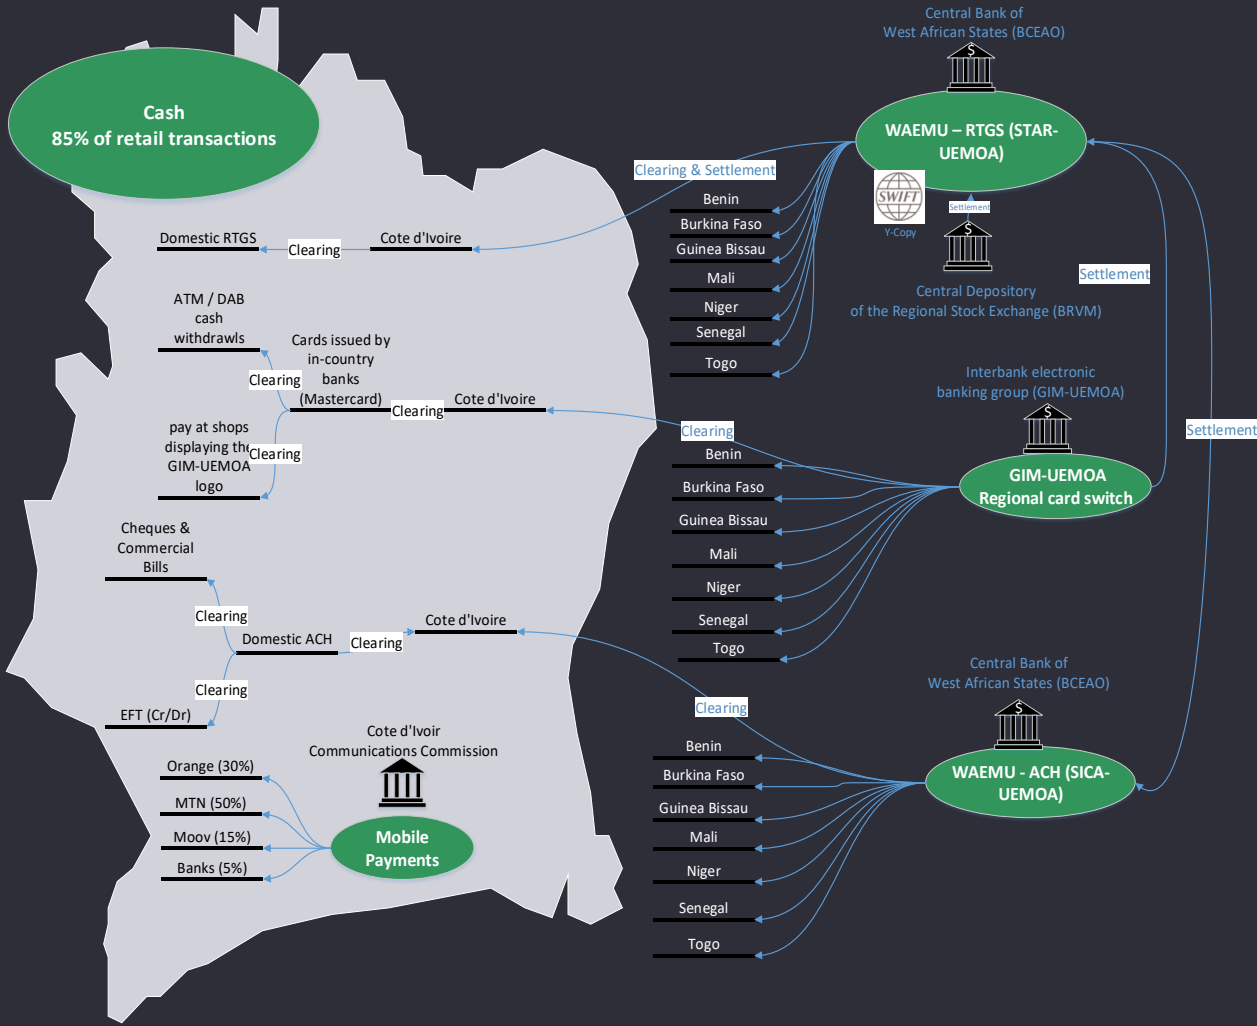 Cash
85% of retail transactions
Central Bank of
West African States (BCEAO)
$
WAEMU – RTGS (STAR-
UEMOA)
SWIFT
Y-Copy
Settlement
$
Central Depository
of the Regional Stock Exchange (BRVM)
Clearing & Settlement
Benin
Burkina Faso
Guinea Bissau
Mali
Niger
Senegal
Togo
Domestic RTGS
Clearing
Cote d'Ivoire
Settlement
Settlement
ATM / DAB
cash
withdrawls
Clearing
Cards issued by
in-country
banks
(Mastercard)
Clearing
Cote d'Ivoire
pay at shops
displaying the
GIM-UEMOA
logo
Clearing
Interbank electronic
banking group (GIM-UEMOA)
$
GIM-UEMOA
Regional card switch
Clearing
Benin
Burkina Faso
Guinea Bissau
Mali
Niger
Senegal
Togo
Cheques &
Commercial
Bills
Clearing
Domestic ACH
Clearing
Cote d'Ivoire
Clearing
EFT (Cr/Dr)
Central Bank of
West African States (BCEAO)
$
WAEMU - ACH (SICA-
UEMOA)
Clearing
Benin
Burkina Faso
Guinea Bissau
Mali
Niger
Senegal
Togo
Cote d'Ivoir
Communications Commission
Mobile
Payments
Orange (30%)
MTN (50%)
Moov (15%)
Banks (5%)